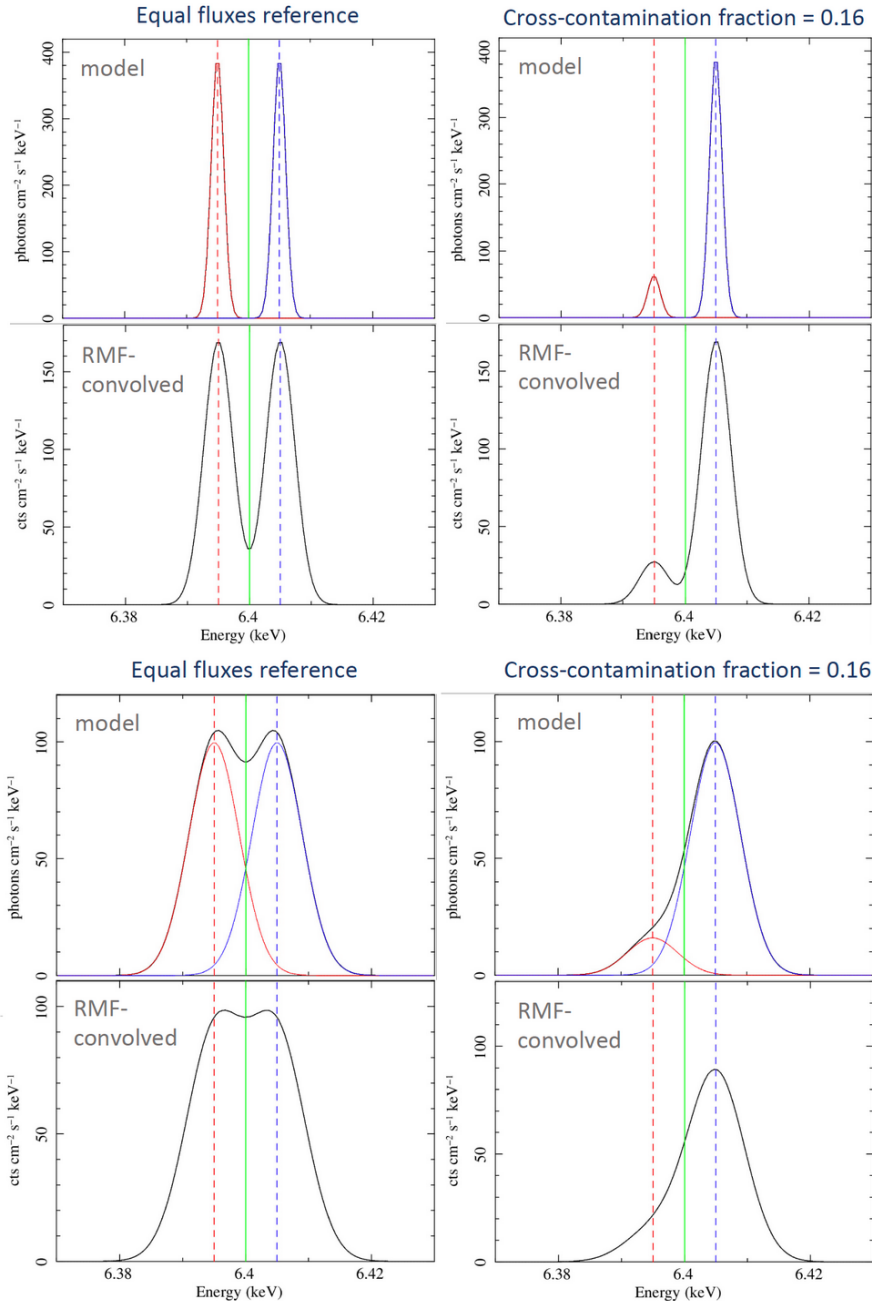 Equal fluxes reference
Cross-contamination fraction = 0.16
model
photons cm⁻² s⁻¹ keV⁻¹
0
100
200
300
400
model
photons cm⁻² s⁻¹ keV⁻¹
0
100
200
300
400
RMF-
convolved
cts cm⁻² s⁻¹ keV⁻¹
0
50
100
150
6.38
6.4
6.42
Energy (keV)
RMF-
convolved
cts cm⁻² s⁻¹ keV⁻¹
0
50
100
150
6.38
6.4
6.42
Energy (keV)
Equal fluxes reference
Cross-contamination fraction = 0.16
model
photons cm⁻² s⁻¹ keV⁻¹
0
50
100
model
photons cm⁻² s⁻¹ keV⁻¹
0
50
100
RMF-
convolved
cts cm⁻² s⁻¹ keV⁻¹
0
50
100
6.38
6.4
6.42
Energy (keV)
RMF-
convolved
cts cm⁻² s⁻¹ keV⁻¹
0
50
100
6.38
6.4
6.42
Energy (keV)